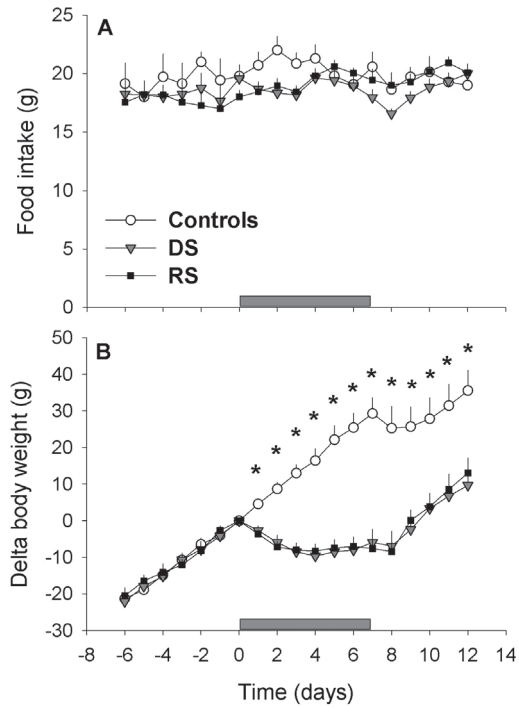 A
Food intake (g)
25
20
15
10
5
0
Controls
DS
RS
B
Delta body weight (g)
50
40
30
20
10
0
-10
-20
-30
* * * * * * * * * * * *
-8 -6 -4 -2 0 2 4 6 8 10 12 14
Time (days)